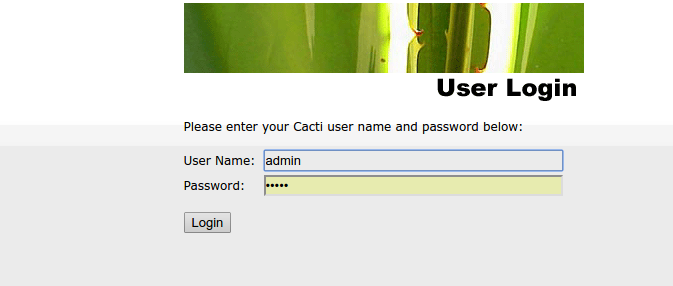 User Login
Please enter your Cacti user name and password below:
User Name: admin
Password: •••••
Login